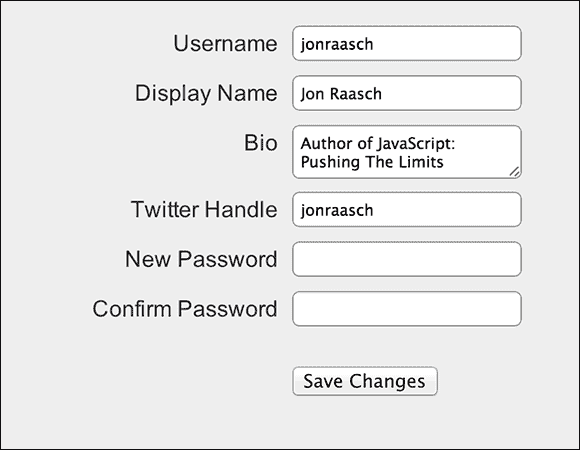 Username jonraasch
Display Name Jon Raasch
Bio Author of JavaScript:
Pushing The Limits
Twitter Handle jonraasch
New Password
Confirm Password
Save Changes